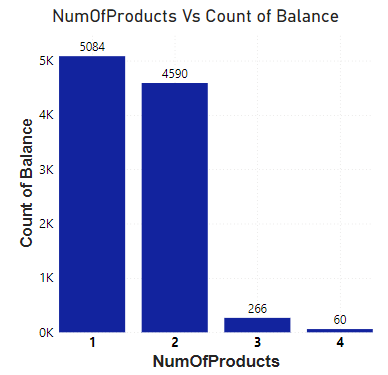 NumOfProducts Vs Count of Balance
Count of Balance
5K
4K
3K
2K
1K
0K
5084
4590
266
60
1
2
3
4
NumOfProducts